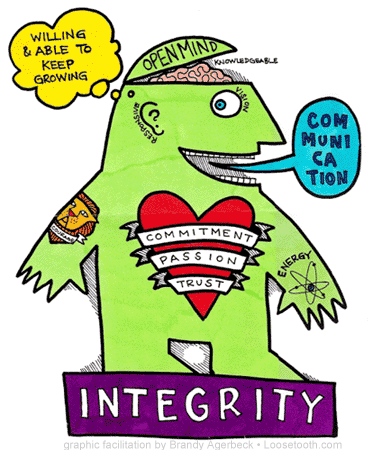 WILLING
& ABLE TO
KEEP
GROWING
OPEN MIND
KNOWLEDGEABLE
VISION
RESPONSIVE
COM
MUNI
CA
TION
COURAGE
COMMITMENT
PASSION
TRUST
ENERGY
INTEGRITY
graphic facilitation by Brandy Agerbeck • Loosetooth.com